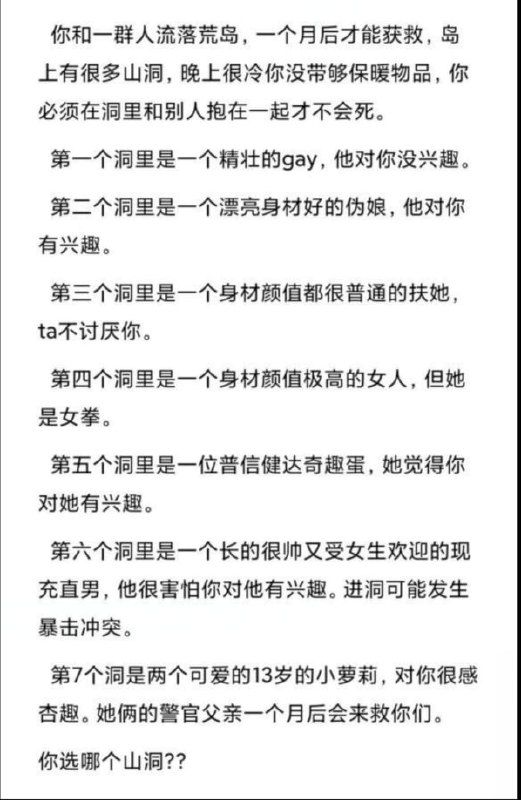 你和一群人流落荒岛，一个月后才能获救，岛
上有很多山洞，晚上很冷你没带够保暖物品，你
必须在洞里和别人抱在一起才不会死。
第一个洞里是一个精壮的gay，他对你没兴趣。
第二个洞里是一个漂亮身材好的伪娘，他对你
有兴趣。
第三个洞里是一个身材颜值都很普通的扶她，
ta不讨厌你。
第四个洞里是一个身材颜值极高的女人，但她
是女拳。
第五个洞里是一位普信健达奇趣蛋，她觉得你
对她有兴趣。
第六个洞里是一个长的很帅又受女生欢迎的现
充直男，他很害怕你对他有兴趣。进洞可能发生
暴击冲突。
第7个洞是两个可爱的13岁的小萝莉，对你很感
杏趣。她俩的警官父亲一个月后会来救你们。
你选哪个山洞??